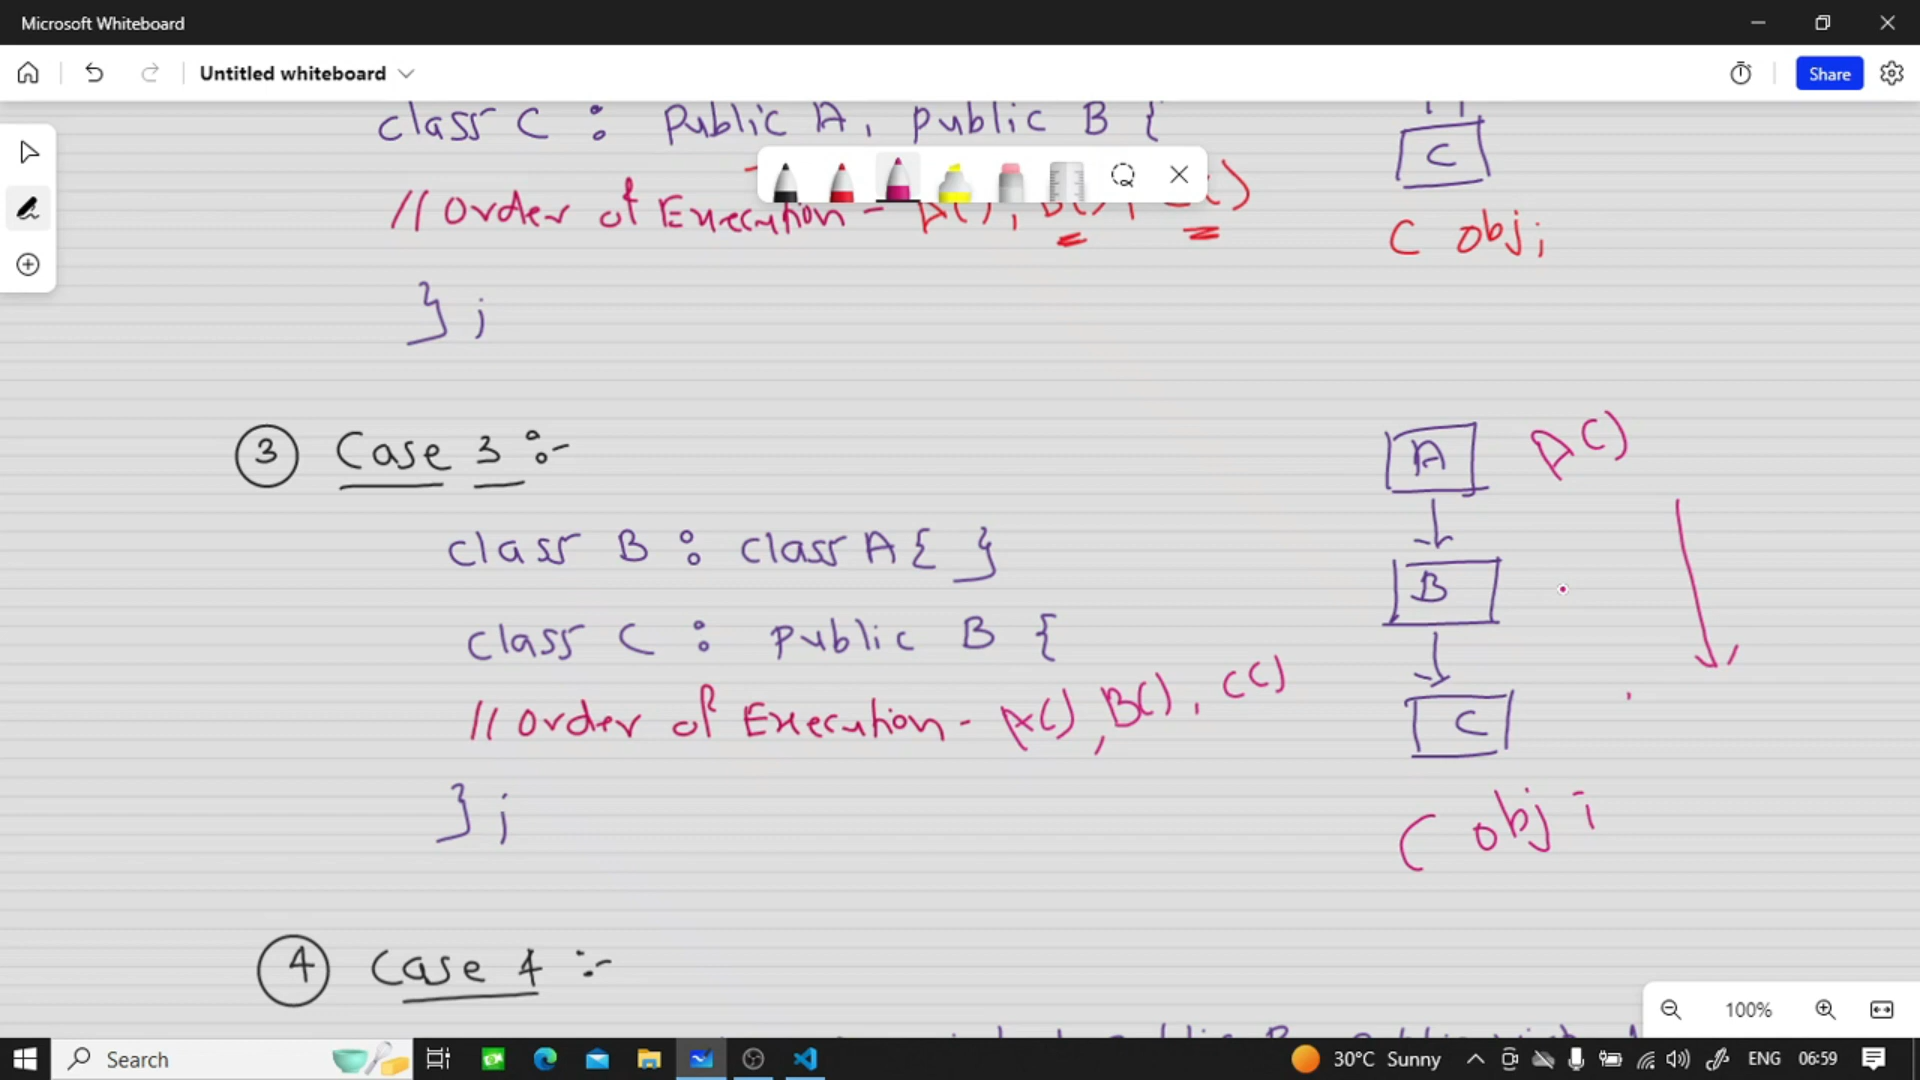 Microsoft Whiteboard
Untitled whiteboard
Share
class C : Public A, public B {
C
// Order of Execution - A(), B(), C()
C obj;
};
③ Case 3 :-
A
A()
class B : class A { }
B
class C : public B {
// Order of Execution - A(), B(), C()
C
};
C obj;
④ Case 4 :-
100%
Search
30°C Sunny
ENG
06:59